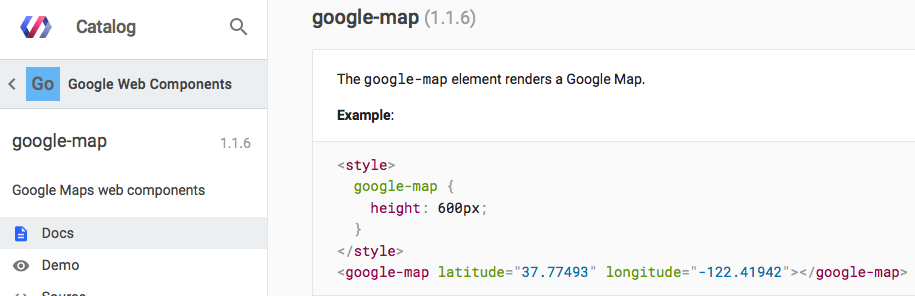 Catalog
Go Google Web Components
google-map 1.1.6
Google Maps web components
Docs
Demo
Source
google-map (1.1.6)
The google-map element renders a Google Map.
Example:
<style>
google-map {
height: 600px;
}
</style>
<google-map latitude="37.77493" longitude="-122.41942"></google-map>